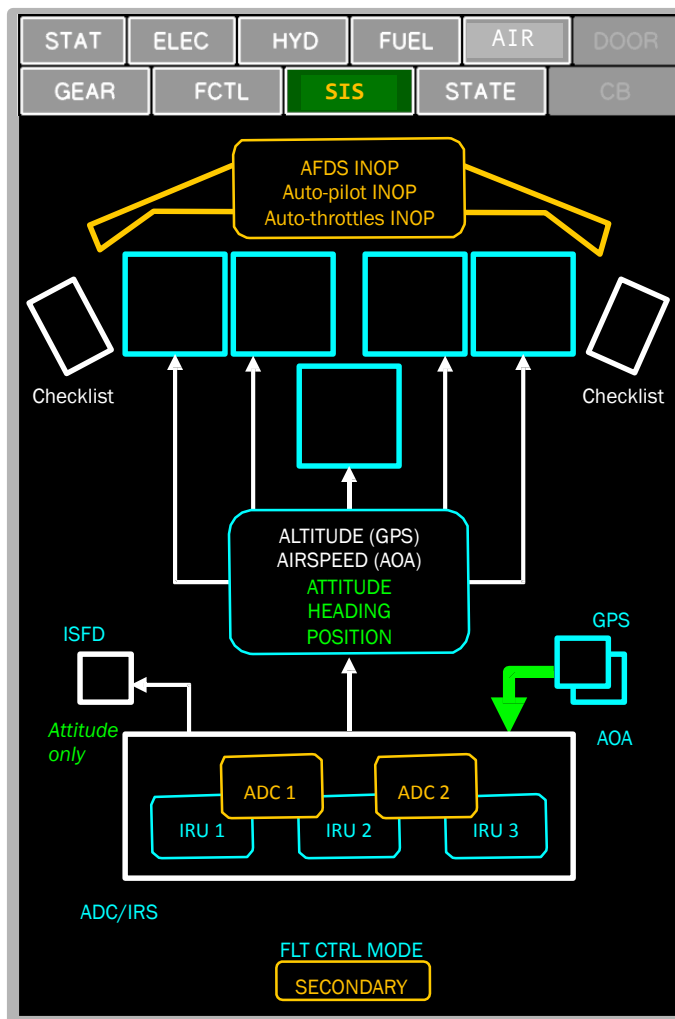 STAT ELEC HYD FUEL AIR DOOR
GEAR FCTL SIS STATE CB
AFDS INOP
Auto-pilot INOP
Auto-throttles INOP
Checklist Checklist
ALTITUDE (GPS)
AIRSPEED (AOA)
ATTITUDE
HEADING
POSITION
ISFD
GPS
Attitude
only
AOA
ADC 1 ADC 2
IRU 1 IRU 2 IRU 3
ADC/IRS
FLT CTRL MODE
SECONDARY